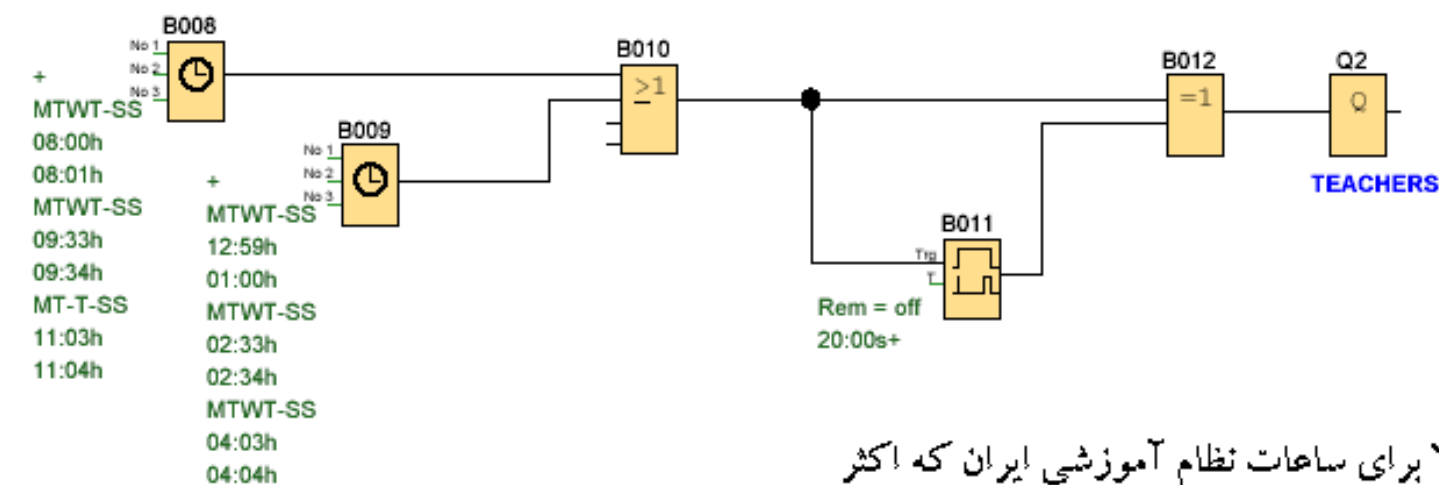 B008
No 1
No 2
No 3
+
MTWT-SS
08:00h
08:01h
MTWT-SS
09:33h
09:34h
MT-T-SS
11:03h
11:04h
B009
No 1
No 2
No 3
+
MTWT-SS
12:59h
01:00h
MTWT-SS
02:33h
02:34h
MTWT-SS
04:03h
04:04h
B010
>1
B011
Trg
T
Rem = off
20:00s+
B012
=1
Q2
Q
TEACHERS
برای ساعات نظام آموزشی ایران که اکثر